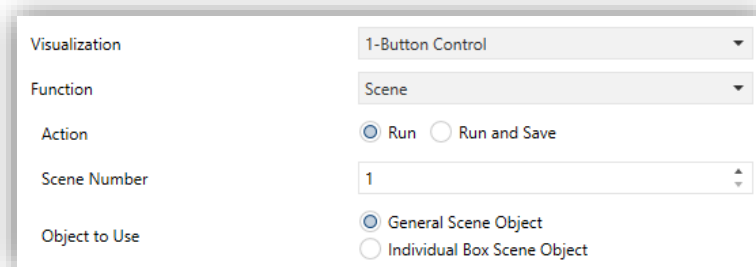 Visualization 1-Button Control
Function Scene
Action Run Run and Save
Scene Number 1
General Scene Object
Object to Use
Individual Box Scene Object